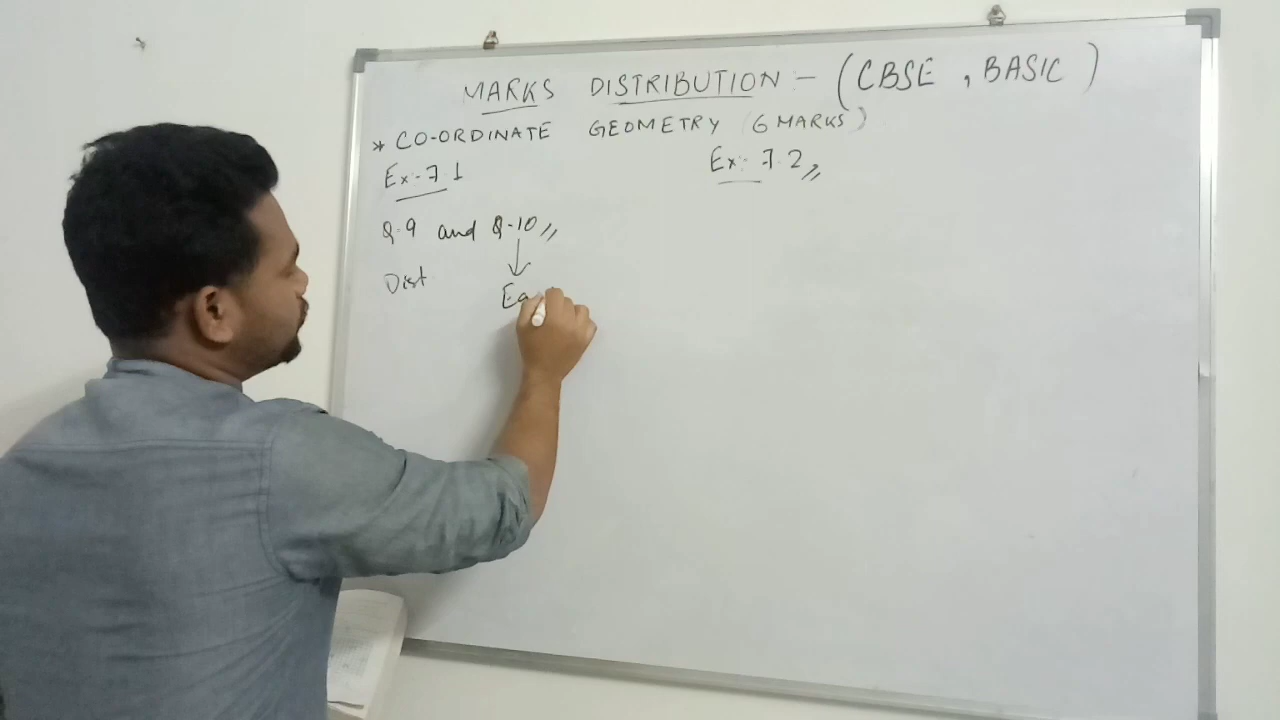 MARKS DISTRIBUTION :- (CBSE , BASIC )
* CO-ORDINATE GEOMETRY (6 MARKS)
Ex:- 7.1
Ex:- 7.2
Q.9 and Q.10
Dist
Ea